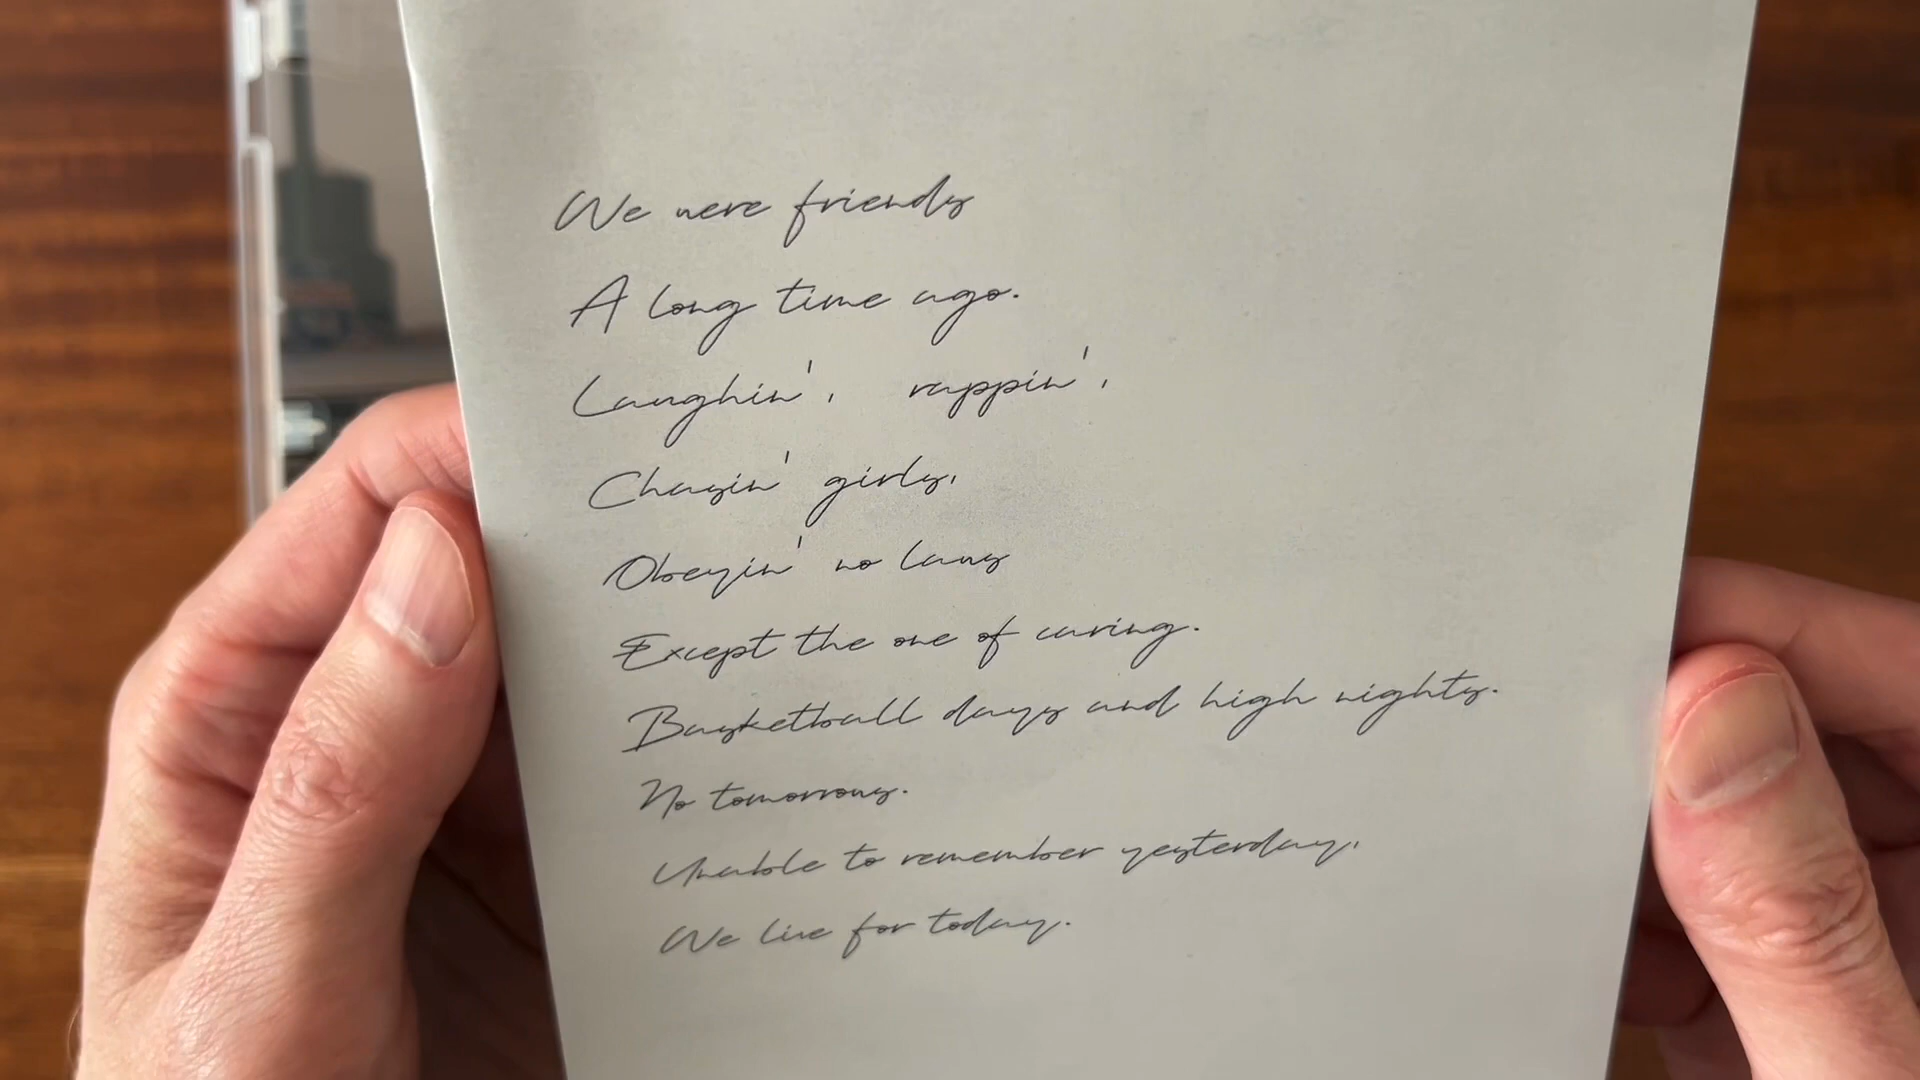 We were friends
A long time ago.
Laughin', rappin',
Chasin' girls,
Obeyin' no laws
Except the one of caring.
Basketball days and high nights.
No tomorrows.
Unable to remember yesterday,
We live for today.